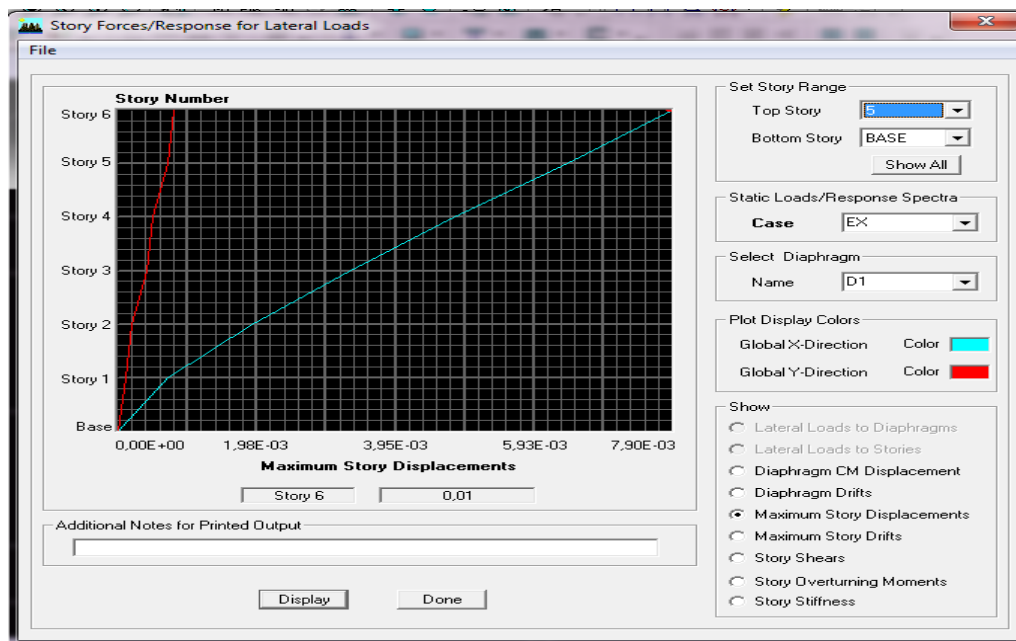 Story Forces/Response for Lateral Loads
File
Story Number
Story 6
Story 5
Story 4
Story 3
Story 2
Story 1
Base
0,00E+00 1,98E-03 3,95E-03 5,93E-03 7,90E-03
Maximum Story Displacements
Story 6 0,01
Additional Notes for Printed Output
Display Done
Set Story Range
Top Story 5
Bottom Story BASE
Show All
Static Loads/Response Spectra
Case EX
Select Diaphragm
Name D1
Plot Display Colors
Global X-Direction Color
Global Y-Direction Color
Show
Lateral Loads to Diaphragms
Lateral Loads to Stories
Diaphragm CM Displacement
Diaphragm Drifts
Maximum Story Displacements
Maximum Story Drifts
Story Shears
Story Overturning Moments
Story Stiffness